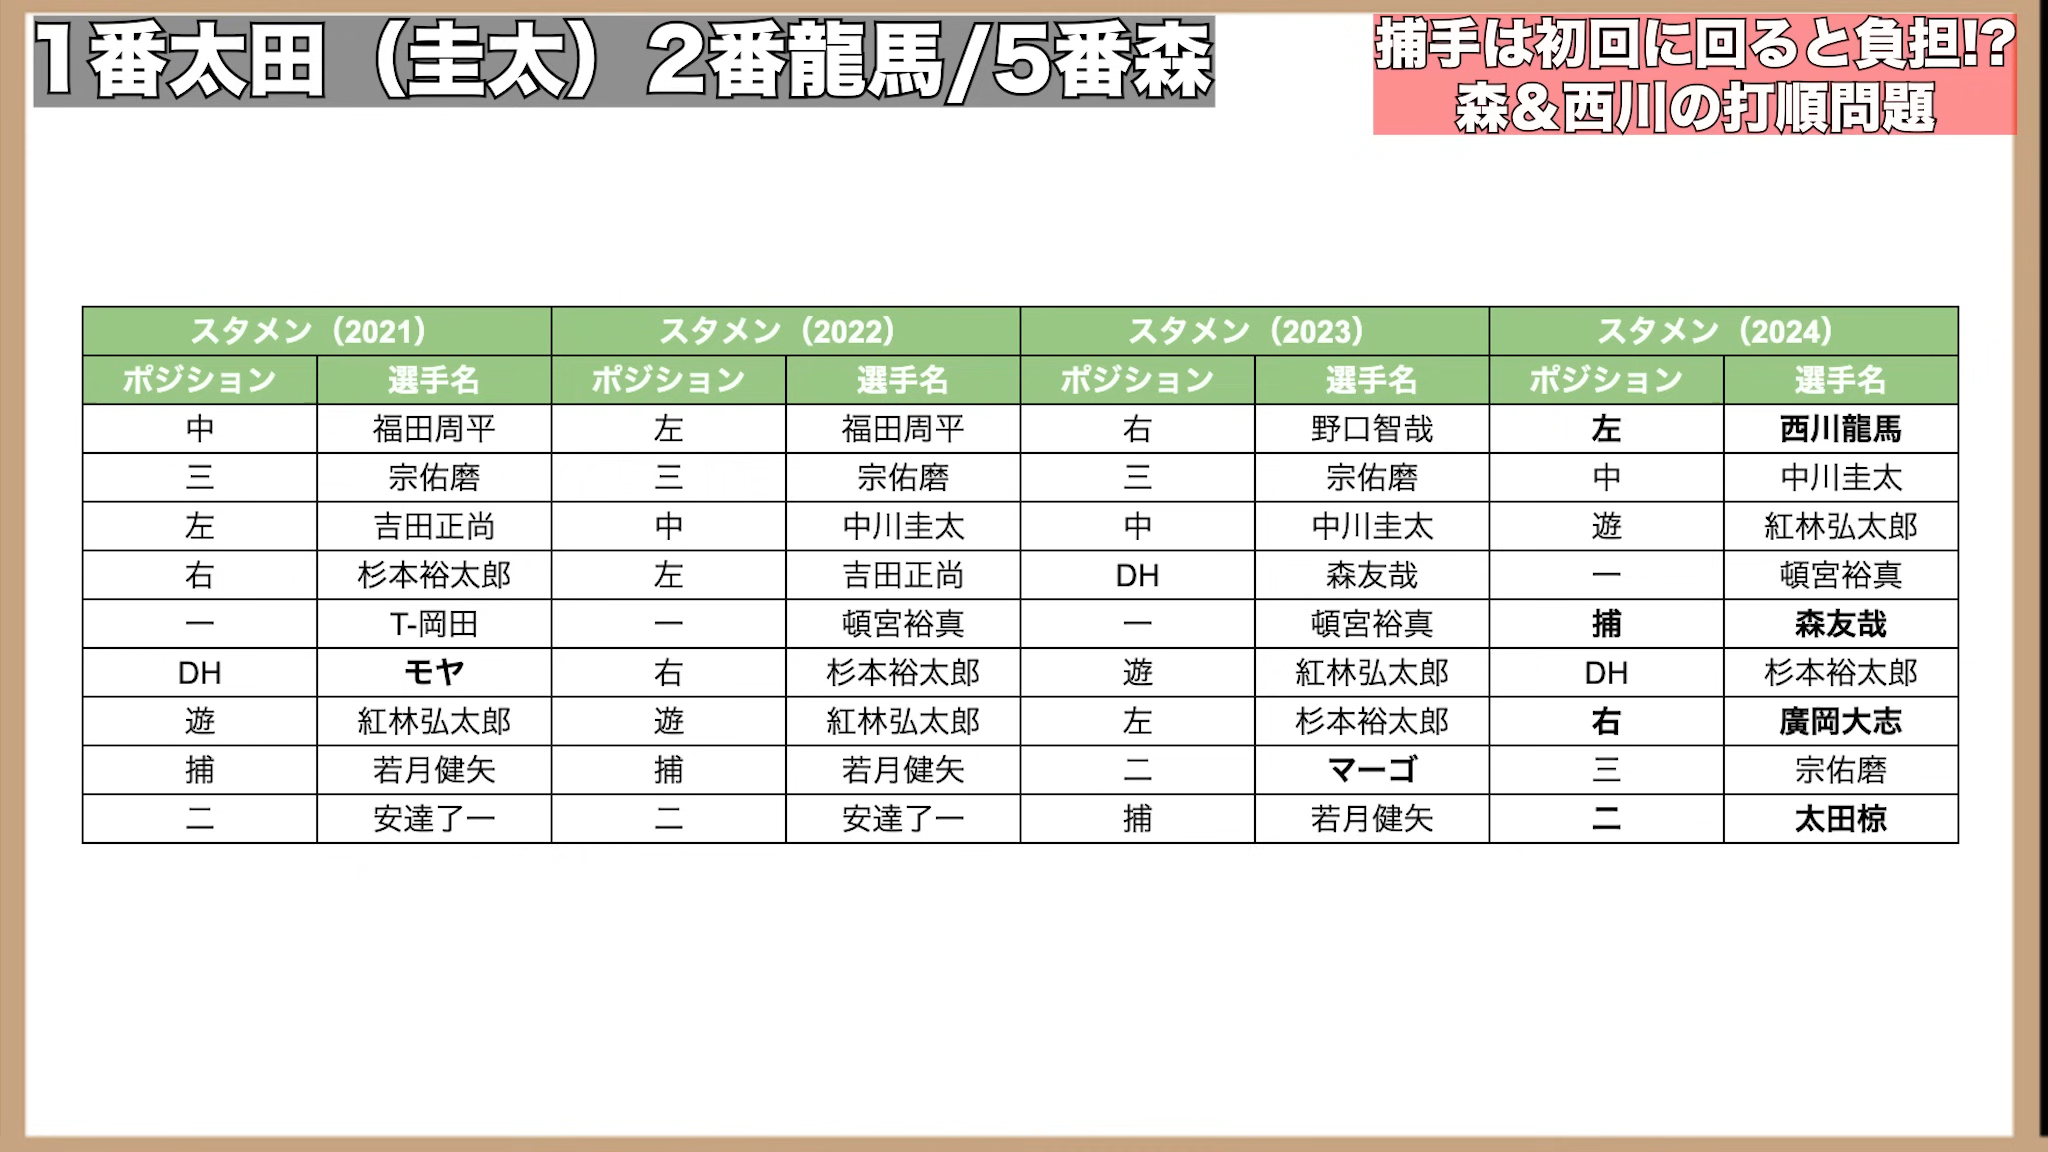 1番太田（圭太）2番龍馬/5番森
捕手は初回に回ると負担!?
森&西川の打順問題
スタメン（2021） スタメン（2022） スタメン（2023） スタメン（2024）
ポジション 選手名 ポジション 選手名 ポジション 選手名 ポジション 選手名
中 福田周平 左 福田周平 右 野口智哉 左 西川龍馬
三 宗佑磨 三 宗佑磨 三 宗佑磨 中 中川圭太
左 吉田正尚 中 中川圭太 中 中川圭太 遊 紅林弘太郎
右 杉本裕太郎 左 吉田正尚 DH 森友哉 一 頓宮裕真
一 T-岡田 一 頓宮裕真 一 頓宮裕真 捕 森友哉
DH モヤ 右 杉本裕太郎 遊 紅林弘太郎 DH 杉本裕太郎
遊 紅林弘太郎 遊 紅林弘太郎 左 杉本裕太郎 右 廣岡大志
捕 若月健矢 捕 若月健矢 二 マーゴ 三 宗佑磨
二 安達了一 二 安達了一 捕 若月健矢 二 太田椋